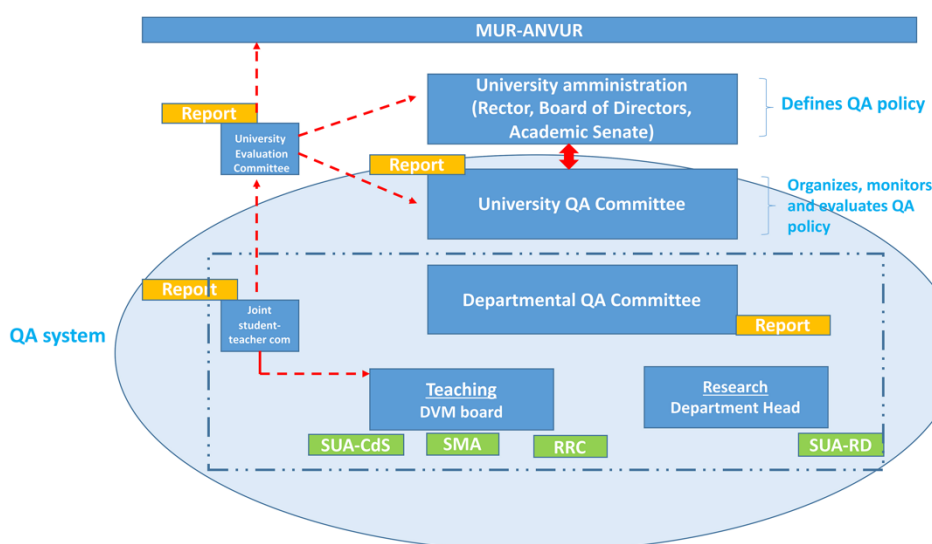 MUR-ANVUR
Report
University
Evaluation
Committee
University amministration
(Rector, Board of Directors,
Academic Senate)
Defines QA policy
Report
University QA Committee
Organizes, monitors
and evaluates QA
policy
QA system
Report
Joint
student-
teacher com
Departmental QA Committee
Report
Teaching
DVM board
Research
Department Head
SUA-CdS
SMA
RRC
SUA-RD